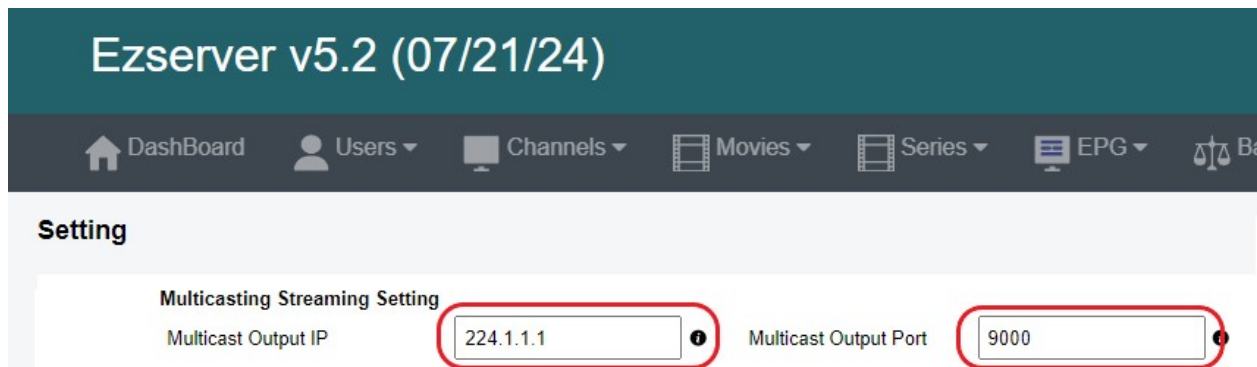 Ezserver v5.2 (07/21/24)
DashBoard Users Channels Movies Series EPG Ba
Setting
Multicasting Streaming Setting
Multicast Output IP 224.1.1.1 Multicast Output Port 9000